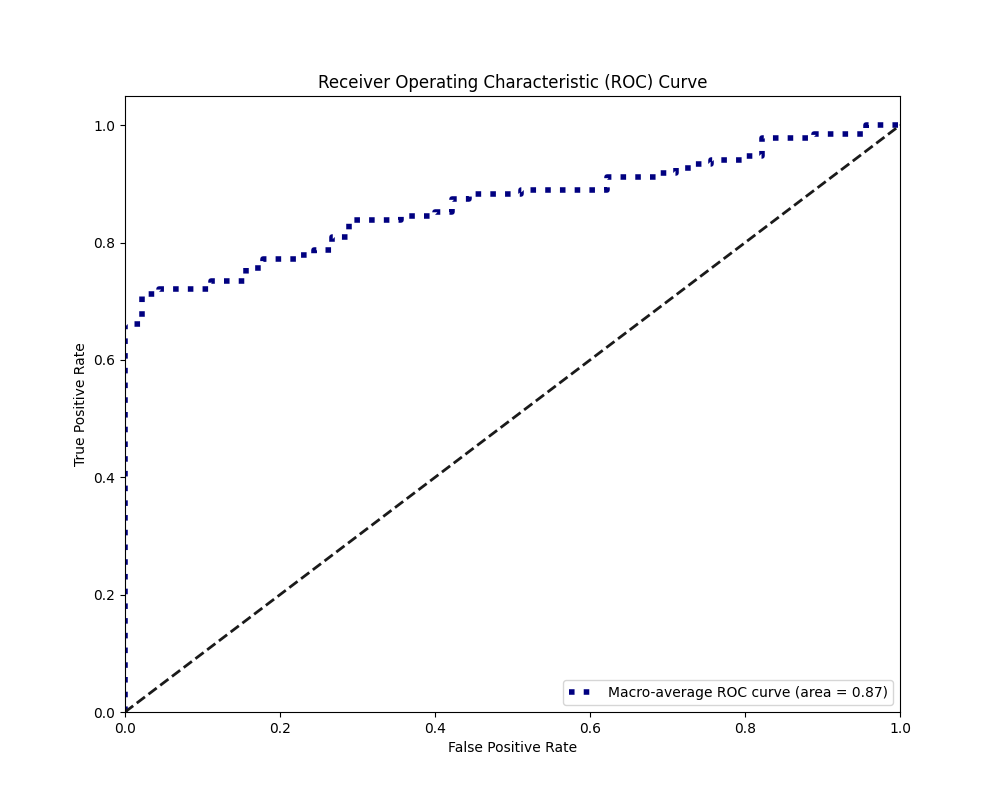 Receiver Operating Characteristic (ROC) Curve
1.0
0.8
0.6
0.4
0.2
0.0
True Positive Rate
Macro-average ROC curve (area = 0.87)
0.0 0.2 0.4 0.6 0.8 1.0
False Positive Rate